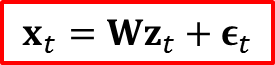 𝐱ₜ = 𝐖𝐳ₜ + 𝛜ₜ